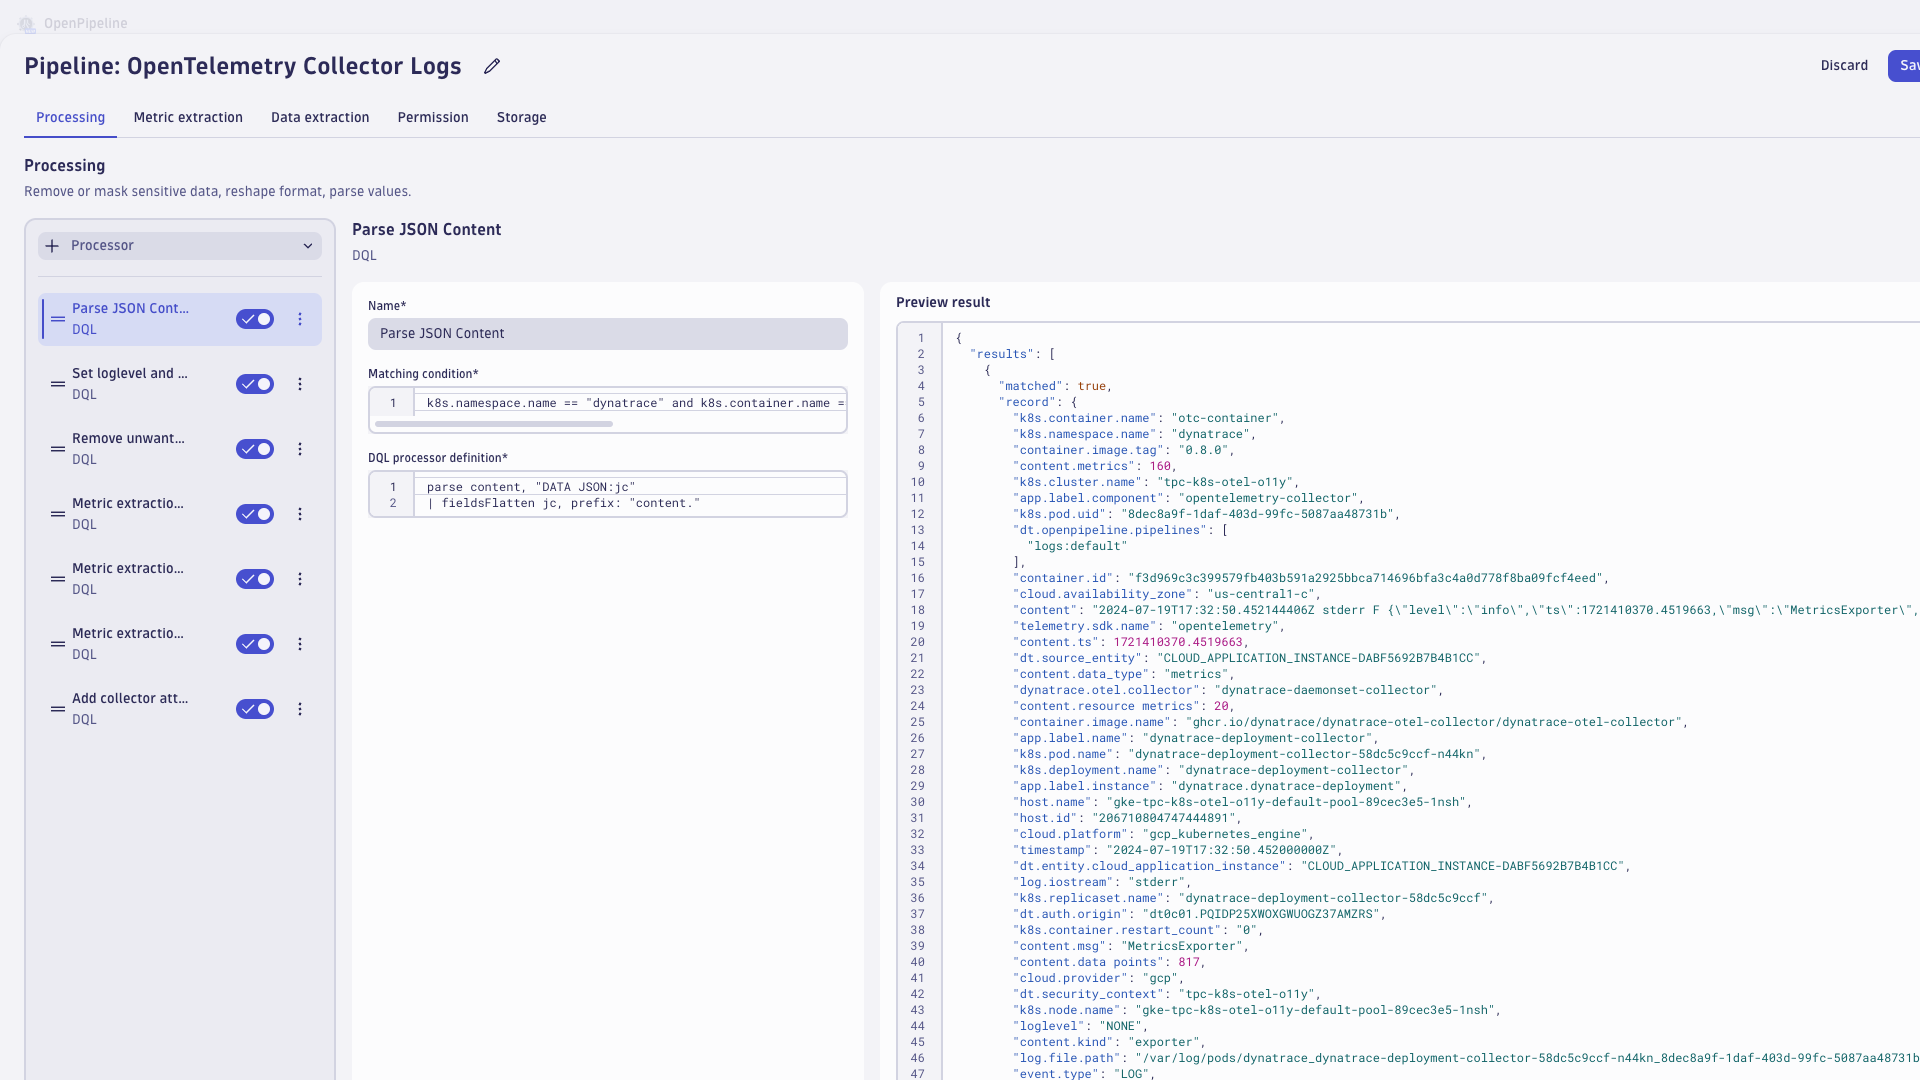 OpenPipeline
Pipeline: OpenTelemetry Collector Logs
Discard
Processing
Metric extraction
Data extraction
Permission
Storage
Processing
Remove or mask sensitive data, reshape format, parse values.
Processor
Parse JSON Cont...
DQL
Set loglevel and ...
DQL
Remove unwant...
DQL
Metric extractio...
DQL
Metric extractio...
DQL
Metric extractio...
DQL
Add collector att...
DQL
Parse JSON Content
DQL
Name*
Parse JSON Content
Matching condition*
1 k8s.namespace.name == "dynatrace" and k8s.container.name =
DQL processor definition*
1 parse content, "DATA JSON:jc"
2 | fieldsFlatten jc, prefix: "content."
Preview result
1 {
2 "results": [
3 {
4 "matched": true,
5 "record": {
6 "k8s.container.name": "otc-container",
7 "k8s.namespace.name": "dynatrace",
8 "container.image.tag": "0.8.0",
9 "content.metrics": 160,
10 "k8s.cluster.name": "tpc-k8s-otel-o11y",
11 "app.label.component": "opentelemetry-collector",
12 "k8s.pod.uid": "8dec8a9f-1daf-403d-99fc-5087aa48731b",
13 "dt.openpipeline.pipelines": [
14 "logs:default"
15 ],
16 "container.id": "f3d969c3c399579fb403b591a2925bbca714696bfa3c4a0d778f8ba09fcf4eed",
17 "cloud.availability_zone": "us-central1-c",
18 "content": "2024-07-19T17:32:50.452144406Z stderr F {\"level\":\"info\",\"ts\":1721410370.4519663,\"msg\":\"MetricsExporter\",
19 "telemetry.sdk.name": "opentelemetry",
20 "content.ts": 1721410370.4519663,
21 "dt.source_entity": "CLOUD_APPLICATION_INSTANCE-DABF5692B7B4B1CC",
22 "content.data_type": "metrics",
23 "dynatrace.otel.collector": "dynatrace-daemonset-collector",
24 "content.resource metrics": 20,
25 "container.image.name": "ghcr.io/dynatrace/dynatrace-otel-collector/dynatrace-otel-collector",
26 "app.label.name": "dynatrace-deployment-collector",
27 "k8s.pod.name": "dynatrace-deployment-collector-58dc5c9ccf-n44kn",
28 "k8s.deployment.name": "dynatrace-deployment-collector",
29 "app.label.instance": "dynatrace.dynatrace-deployment",
30 "host.name": "gke-tpc-k8s-otel-o11y-default-pool-89cec3e5-1nsh",
31 "host.id": "206710804747444891",
32 "cloud.platform": "gcp_kubernetes_engine",
33 "timestamp": "2024-07-19T17:32:50.452000000Z",
34 "dt.entity.cloud_application_instance": "CLOUD_APPLICATION_INSTANCE-DABF5692B7B4B1CC",
35 "log.iostream": "stderr",
36 "k8s.replicaset.name": "dynatrace-deployment-collector-58dc5c9ccf",
37 "dt.auth.origin": "dt0c01.PQIDP25XWOXGWUOGZ37AMZRS",
38 "k8s.container.restart_count": "0",
39 "content.msg": "MetricsExporter",
40 "content.data points": 817,
41 "cloud.provider": "gcp",
42 "dt.security_context": "tpc-k8s-otel-o11y",
43 "k8s.node.name": "gke-tpc-k8s-otel-o11y-default-pool-89cec3e5-1nsh",
44 "loglevel": "NONE",
45 "content.kind": "exporter",
46 "log.file.path": "/var/log/pods/dynatrace_dynatrace-deployment-collector-58dc5c9ccf-n44kn_8dec8a9f-1daf-403d-99fc-5087aa48731b
47 "event.type": "LOG",